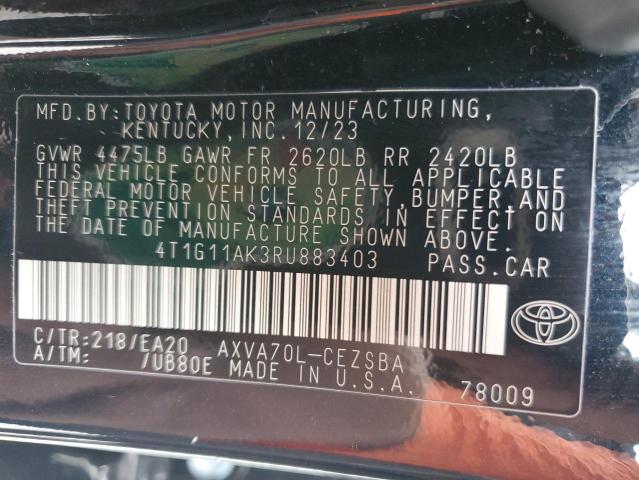 MFD.BY:TOYOTA MOTOR MANUFACTURING,
KENTUCKY,INC.12/23
GVWR 4475LB GAWR FR 2620LB RR 2420LB
THIS VEHICLE CONFORMS TO ALL APPLICABLE
FEDERAL MOTOR VEHICLE SAFETY,BUMPER,AND
THEFT PREVENTION STANDARDS IN EFFECT ON
THE DATE OF MANUFACTURE SHOWN ABOVE.
4T1G11AK3RU883403 PASS.CAR
C/TR:218/EA20 AXVA70L-CEZSBA
A/TM: /UB80E MADE IN U.S.A. 78009